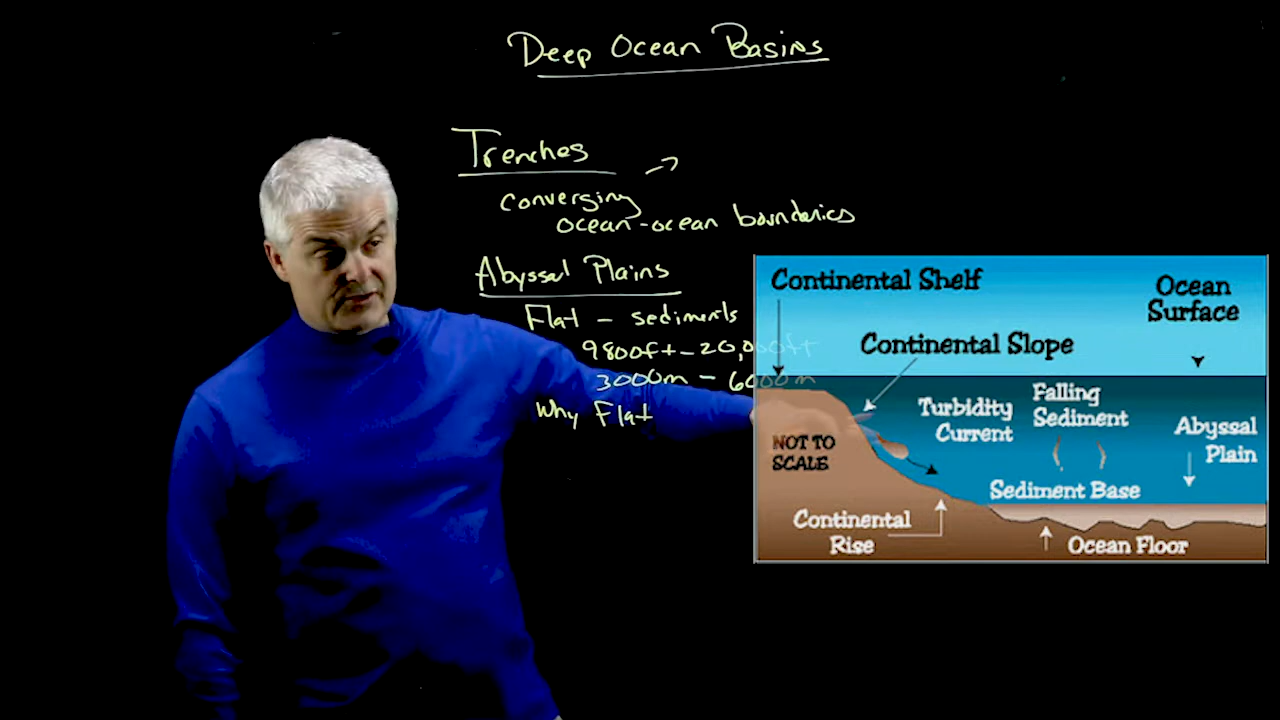 Deep Ocean Basins
Trenches
converging
ocean-ocean boundaries
Abyssal Plains
Flat - sediments
9800ft - 20,000ft
3000m - 6000m
Why Flat
Continental Shelf
Ocean
Surface
Continental Slope
Turbidity
Current
Falling
Sediment
Abyssal
Plain
NOT TO
SCALE
Sediment Base
Continental
Rise
Ocean Floor